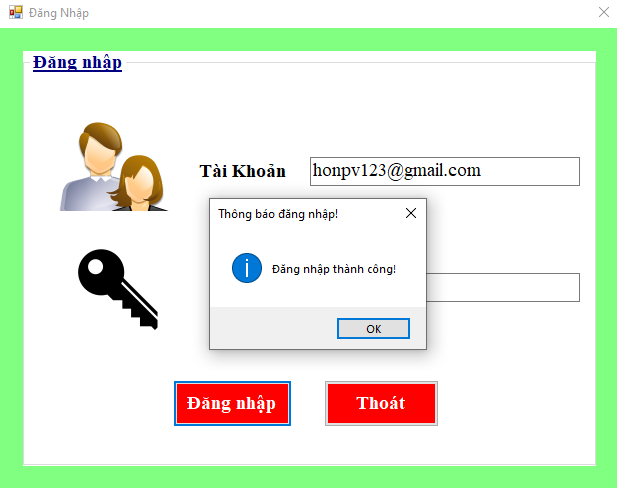 Đăng Nhập
Đăng nhập
Tài Khoản
honpv123@gmail.com
Thông báo đăng nhập!
Đăng nhập thành công!
OK
Đăng nhập
Thoát